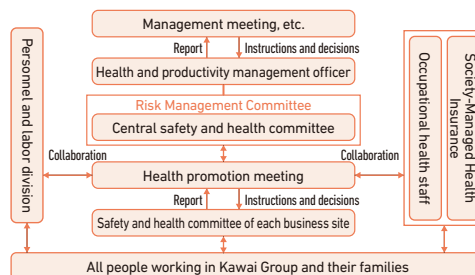 Management meeting, etc.
Report
Instructions and decisions
Health and productivity management officer
Risk Management Committee
Central safety and health committee
Personnel and labor division
Collaboration
Collaboration
Occupational health staff
Society-Managed Health
Insurance
Health promotion meeting
Report
Instructions and decisions
Safety and health committee of each business site
All people working in Kawai Group and their families